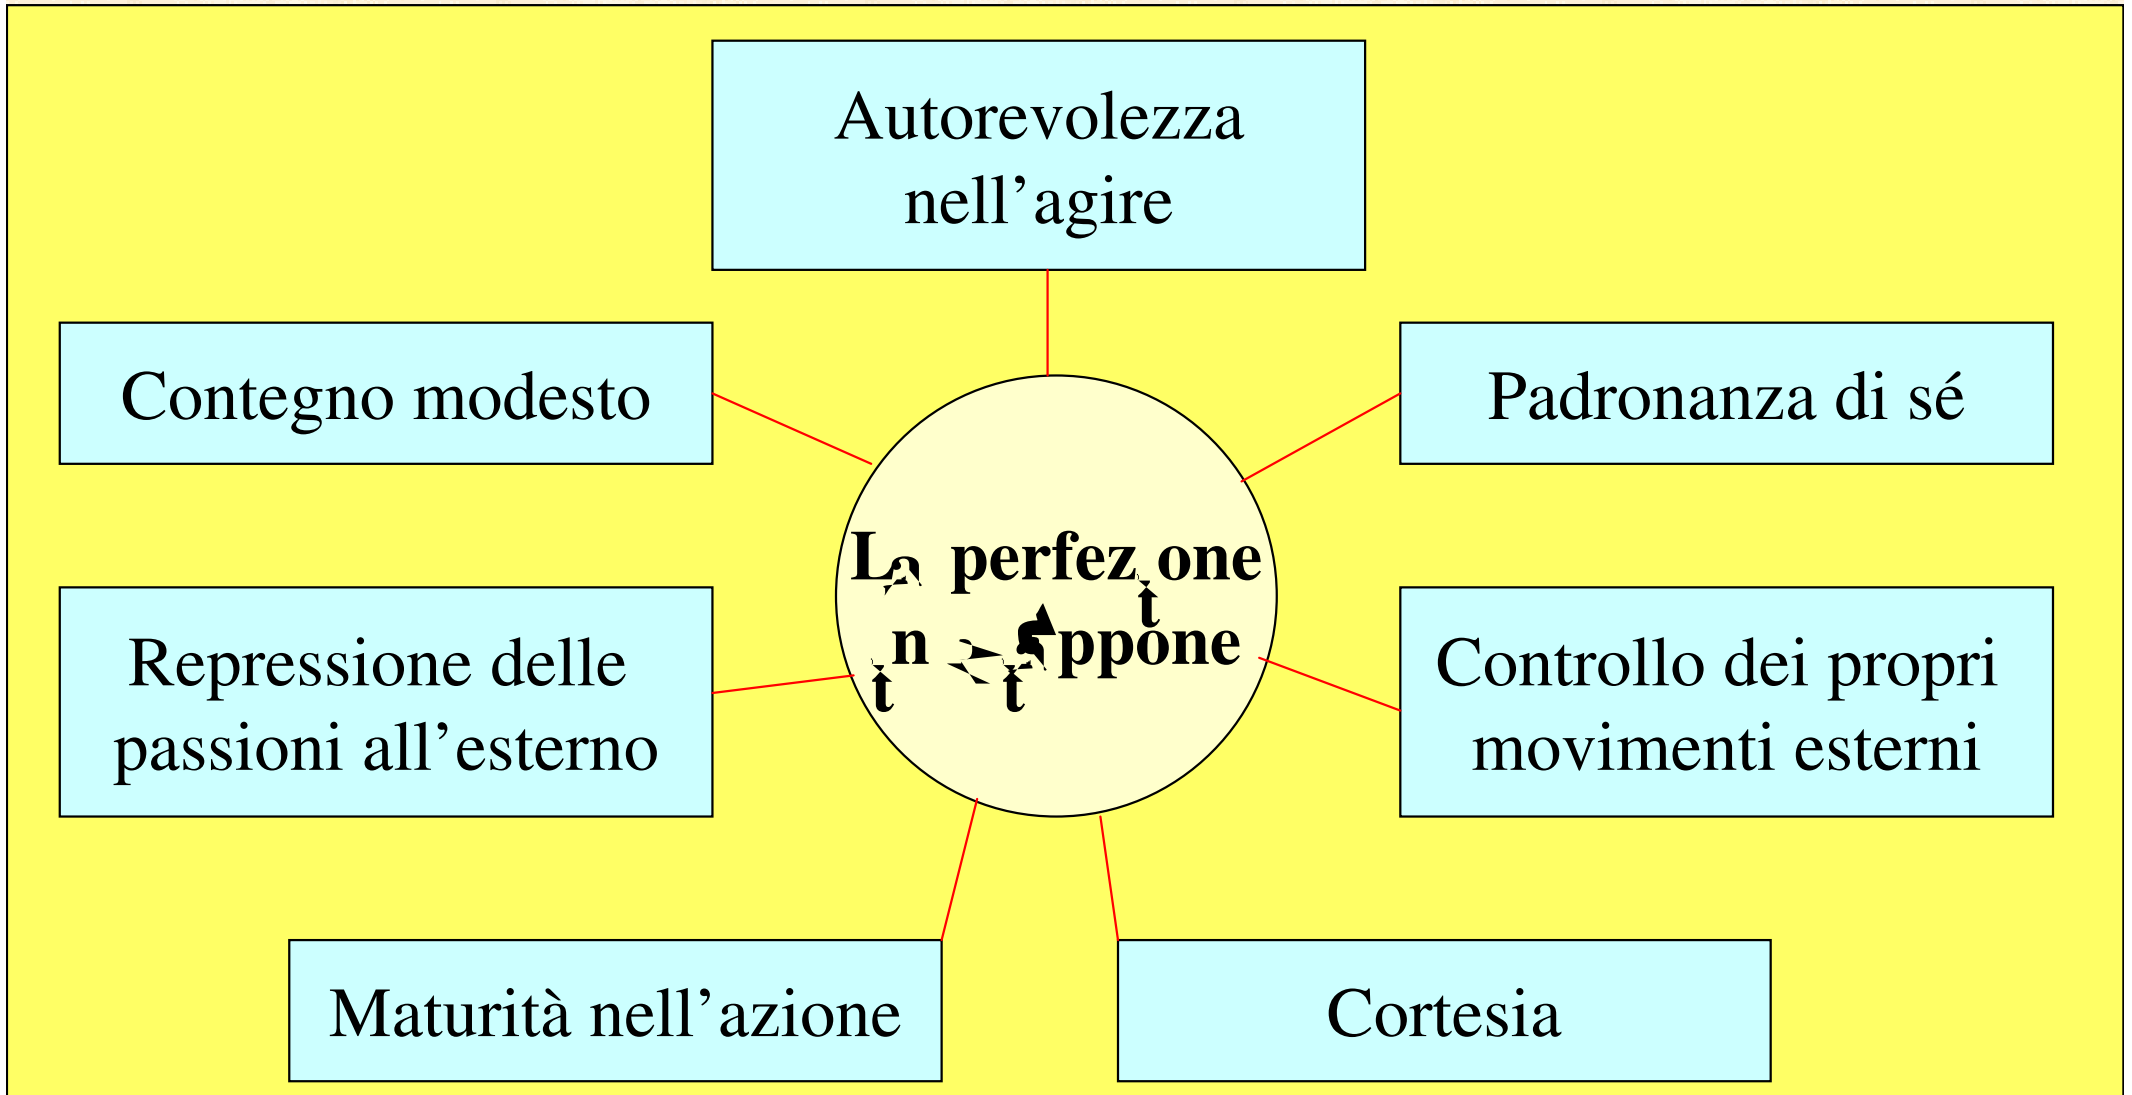 Autorevolezza
nell’agire
Contegno modesto
Padronanza di sé
La perfez one
ppone
Repressione delle
passioni all’esterno
Controllo dei propri
movimenti esterni
Maturità nell’azione
Cortesia